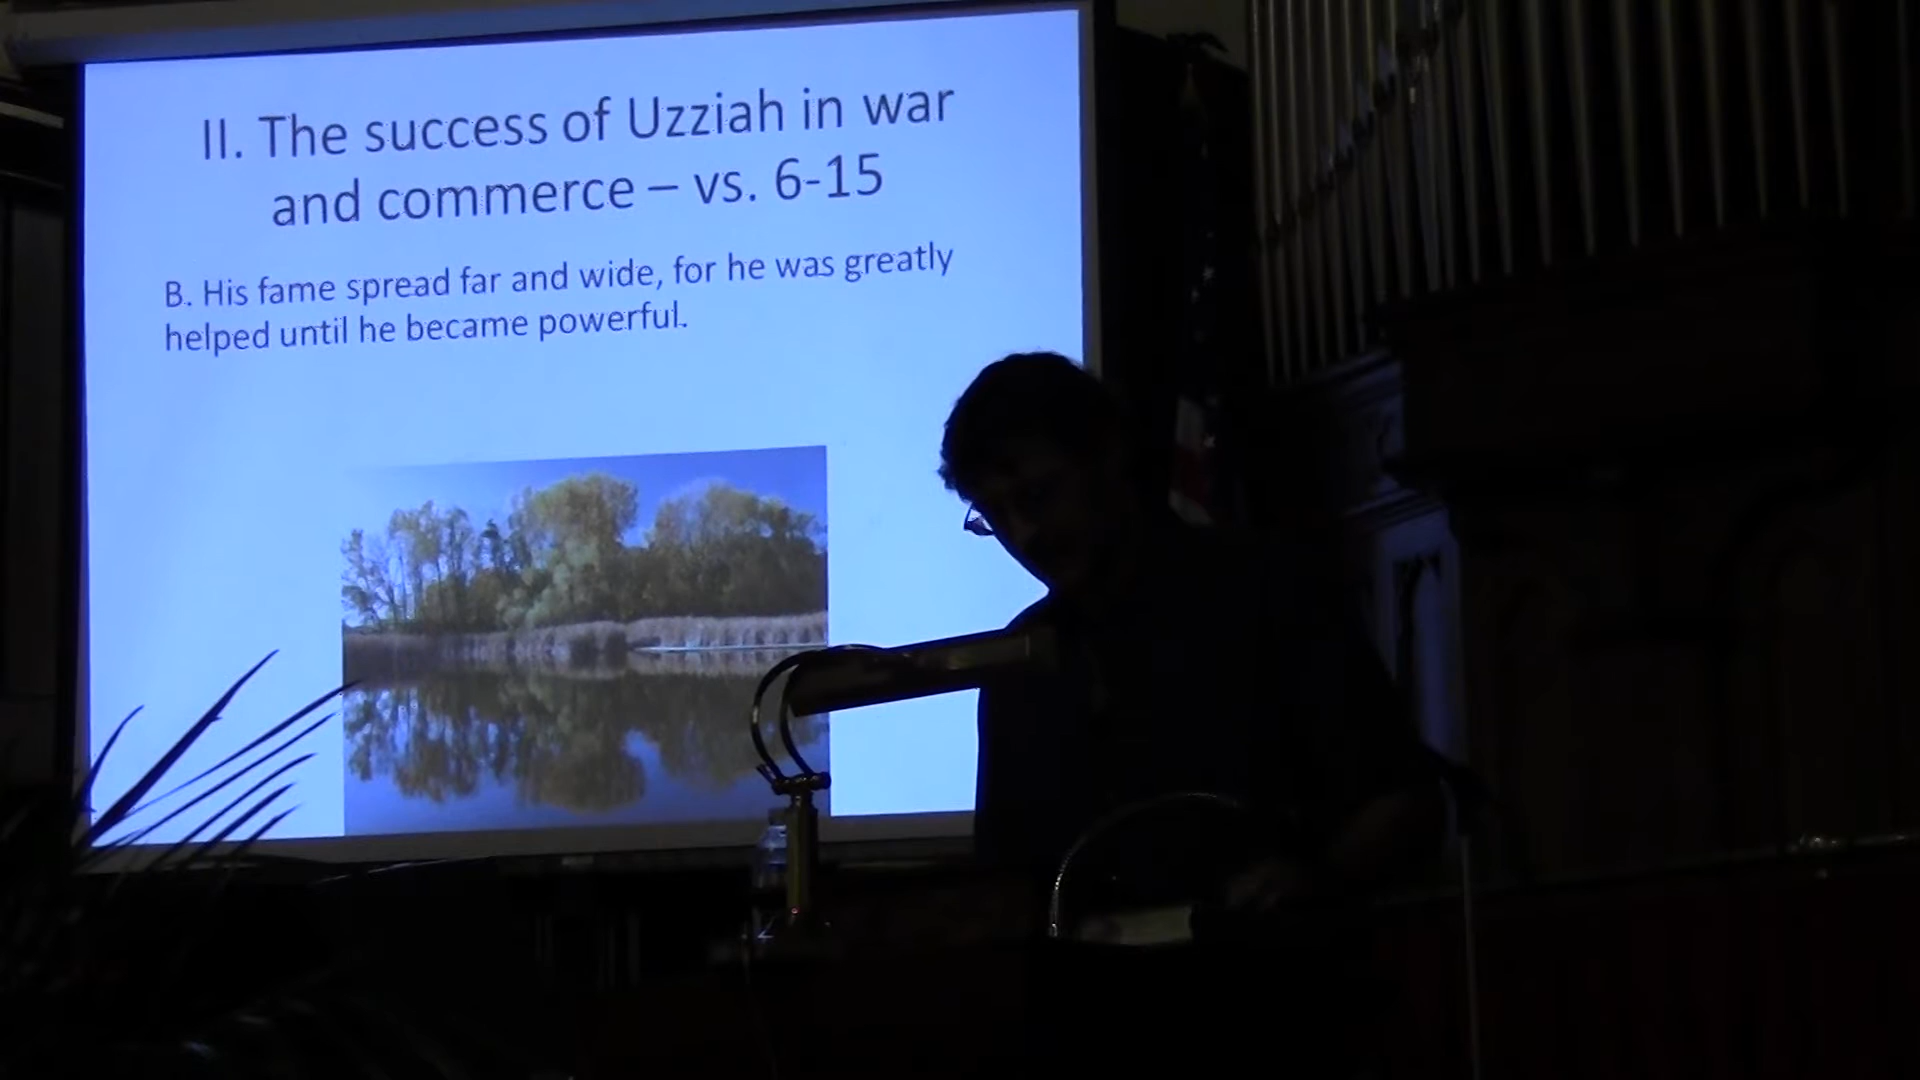 II. The success of Uzziah in war
and commerce – vs. 6-15
B. His fame spread far and wide, for he was greatly
helped until he became powerful.